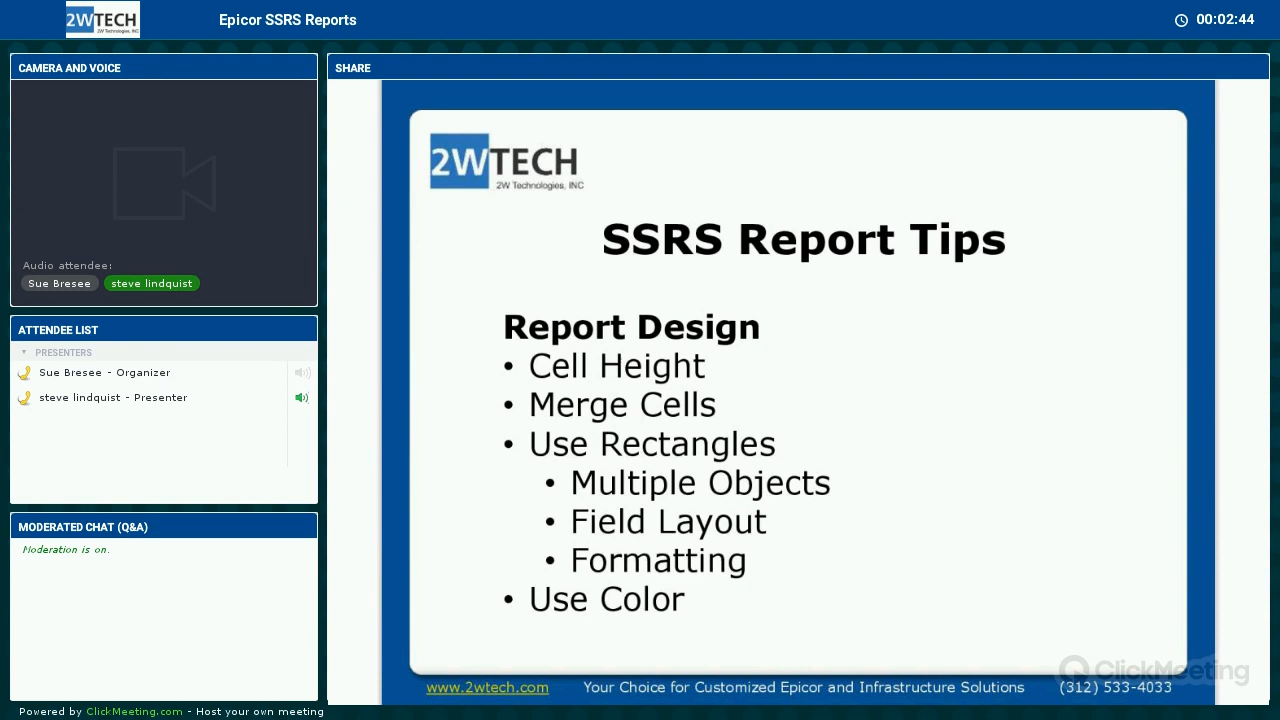 2WTECH
2W Technologies, INC
Epicor SSRS Reports
00:02:44
CAMERA AND VOICE
Audio attendee:
Sue Bresee
steve lindquist
ATTENDEE LIST
PRESENTERS
Sue Bresee - Organizer
steve lindquist - Presenter
MODERATED CHAT (Q&A)
Moderation is on.
Powered by ClickMeeting.com - Host your own meeting
SHARE
2WTECH
2W Technologies, INC
SSRS Report Tips
Report Design
• Cell Height
• Merge Cells
• Use Rectangles
• Multiple Objects
• Field Layout
• Formatting
• Use Color
ClickMeeting
www.2wtech.com Your Choice for Customized Epicor and Infrastructure Solutions (312) 533-4033